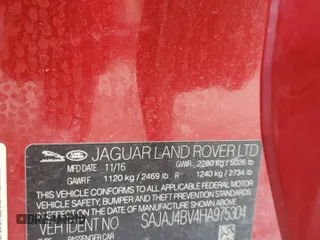 JAGUAR LAND ROVER LTD
MFD DATE 11/16 GVWR 2280 kg / 5026 lb
GAWR F 1120 kg / 2469 lb R 1240 kg / 2734 lb
THIS VEHICLE CONFORMS TO ALL APPLICABLE FEDERAL MOTOR
VEHICLE SAFETY, BUMPER AND THEFT PREVENTION STANDARDS
IN EFFECT ON THE DATE OF MANUFACTURE SHOWN ABOVE
VEH IDENT NO SAJAJ4BV4HA975304
PASSENGER CAR